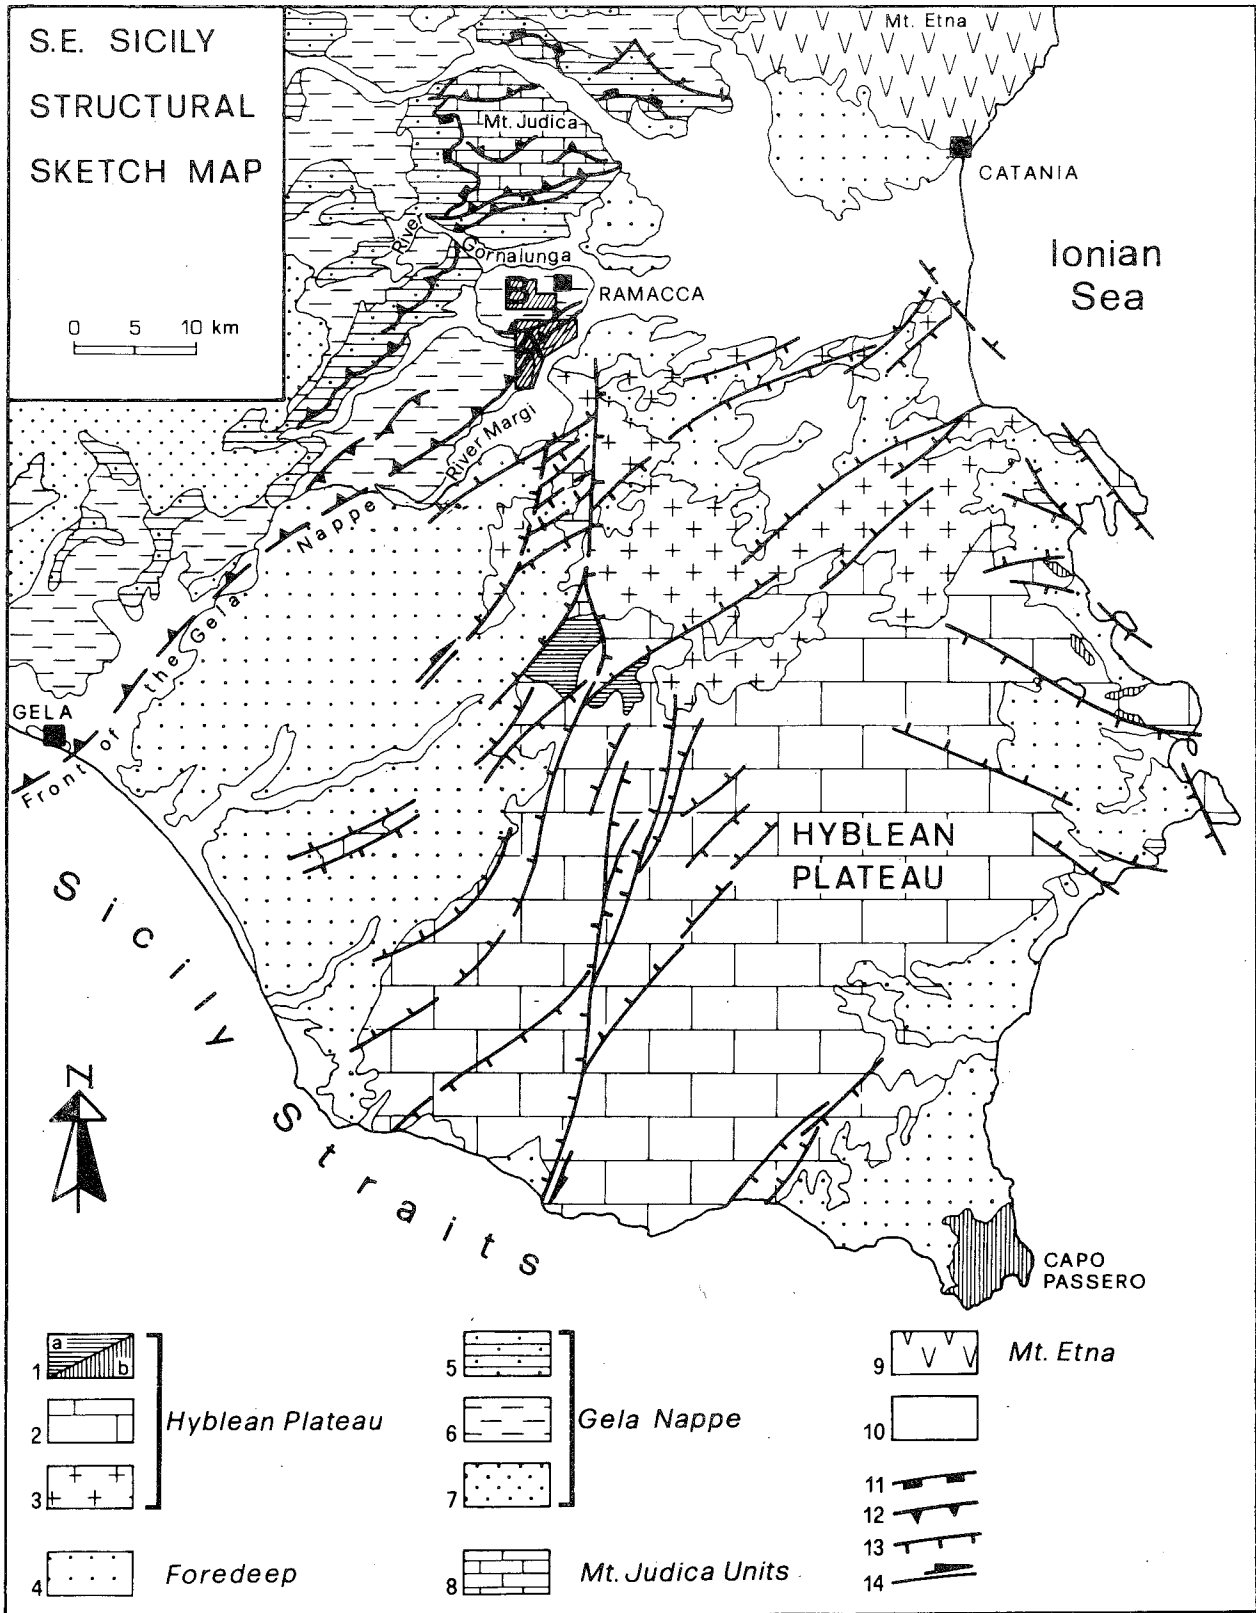 S.E. SICILY
STRUCTURAL
SKETCH MAP
0 5 10 km
Mt. Etna
Mt. Judica
CATANIA
River Gornalunga
Ionian
Sea
B
RAMACCA
A
River Margi
Front of the Gela Nappe
GELA
HYBLEAN
PLATEAU
Sicily Straits
N
CAPO
PASSERO
1 a b
2 Hyblean Plateau
3
4 Foredeep
5
6 Gela Nappe
7
8 Mt. Judica Units
9 Mt. Etna
10
11
12
13
14